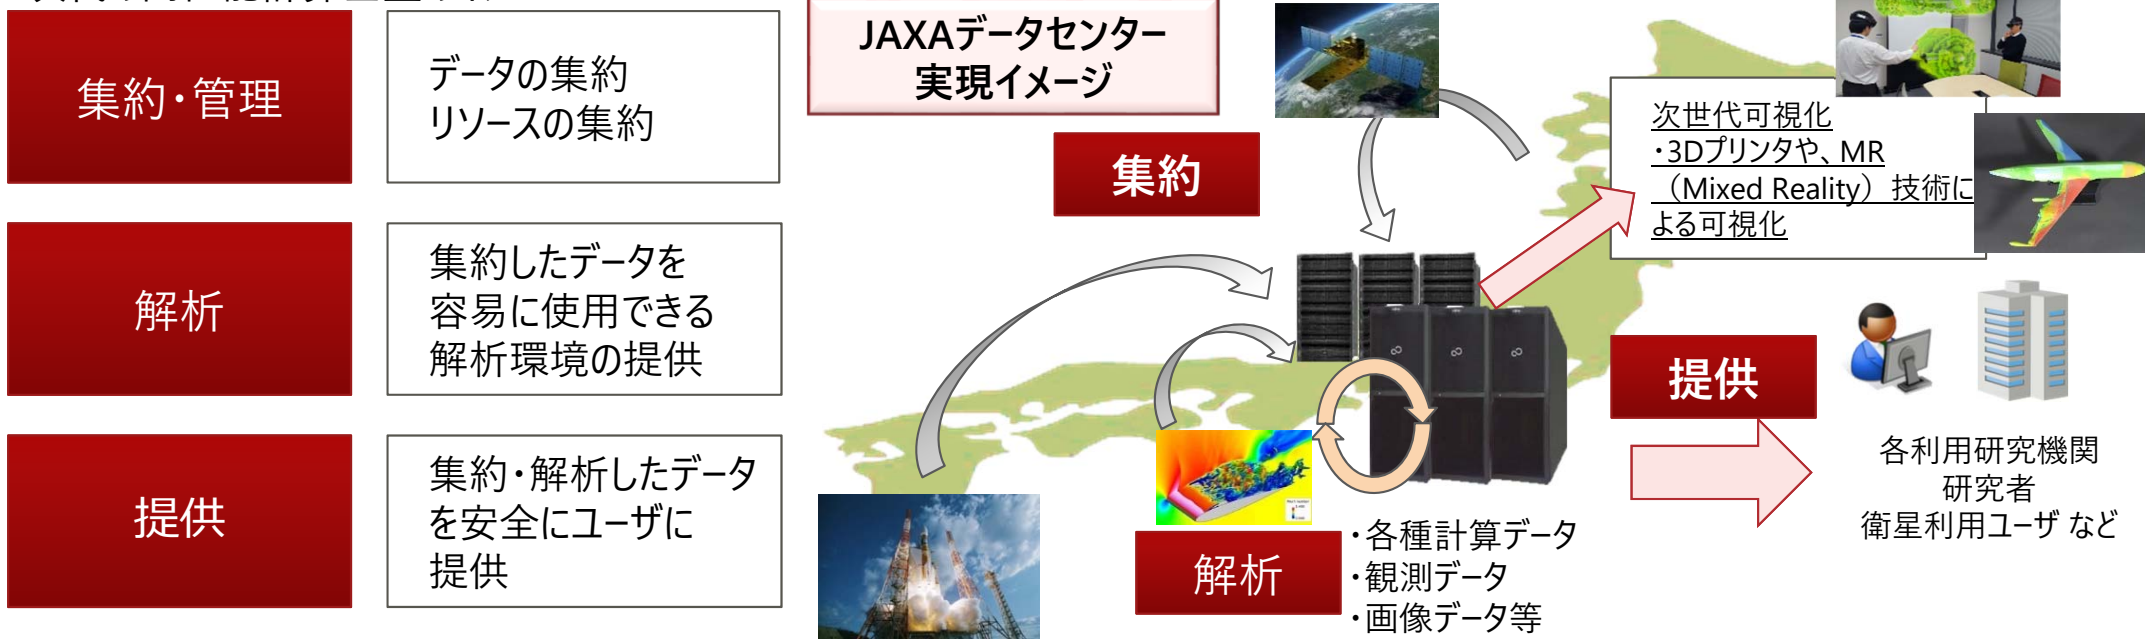 集約・管理
データの集約
リソースの集約
解析
集約したデータを
容易に使用できる
解析環境の提供
提供
集約・解析したデータ
を安全にユーザに
提供
JAXAデータセンター
実現イメージ
集約
次世代可視化
・3Dプリンタや、MR
（Mixed Reality）技術に
よる可視化
提供
各利用研究機関
研究者
衛星利用ユーザ など
解析
・各種計算データ
・観測データ
・画像データ等